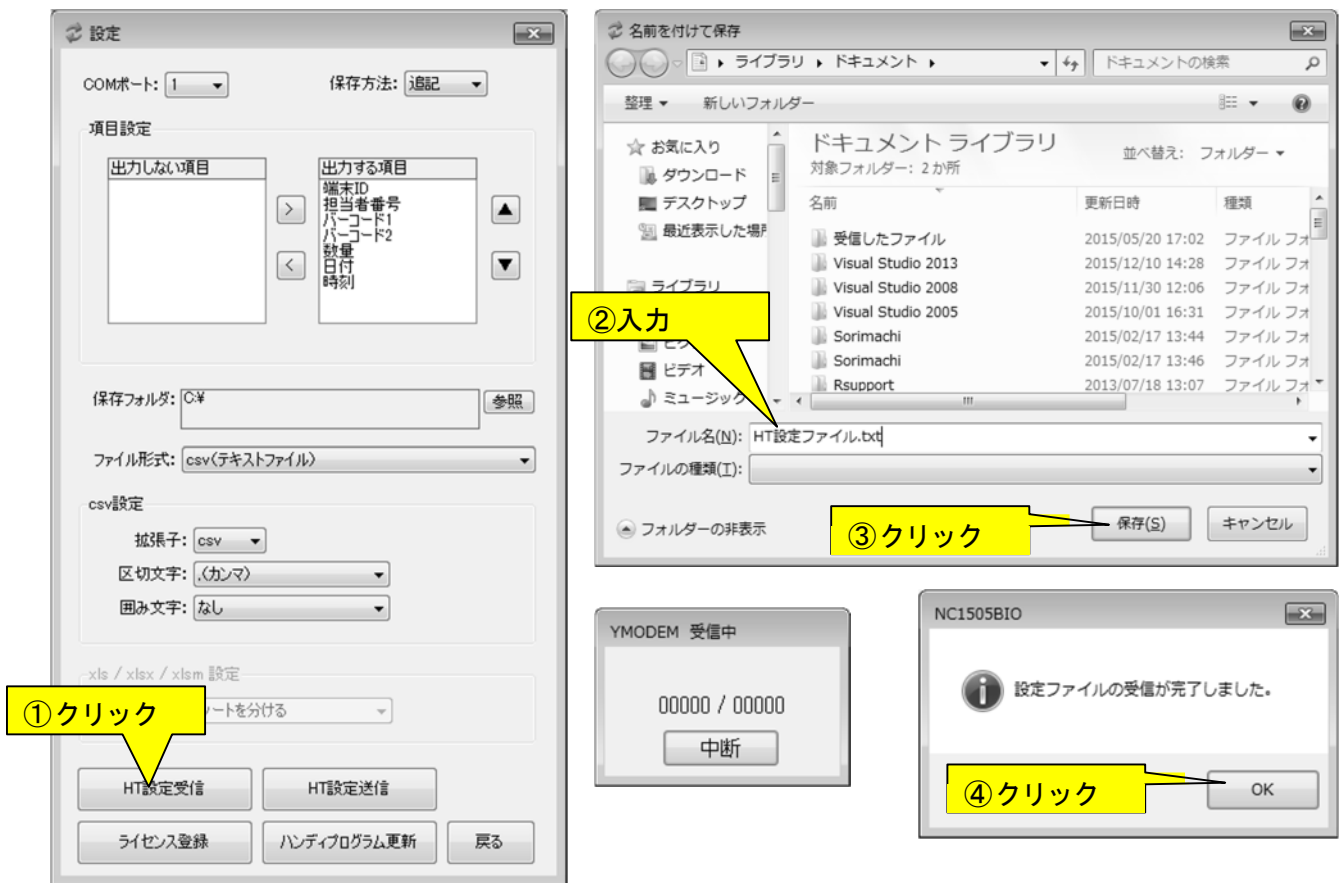 設定
COMポート: 1
保存方法: 追記
項目設定
出力しない項目
出力する項目
端末ID
担当者番号
バーコード1
バーコード2
数量
日付
時刻
>
<
▲
▼
保存フォルダ: C:¥
参照
ファイル形式: csv(テキストファイル)
csv設定
拡張子: csv
区切文字: ,(カンマ)
囲み文字: なし
xls / xlsx / xlsm 設定
ートを分ける
①クリック
HT設定受信
HT設定送信
ライセンス登録
ハンディプログラム更新
戻る
名前を付けて保存
ライブラリ ▸ ドキュメント ▸
ドキュメントの検索
整理 ▼
新しいフォルダー
お気に入り
ダウンロード
デスクトップ
最近表示した場所
ライブラリ
ビデオ
ミュージック
ドキュメント ライブラリ
対象フォルダー: 2か所
並べ替え: フォルダー ▼
名前 更新日時 種類
受信したファイル 2015/05/20 17:02 ファイル フォ
Visual Studio 2013 2015/12/10 14:28 ファイル フォ
Visual Studio 2008 2015/11/30 12:06 ファイル フォ
Visual Studio 2005 2015/10/01 16:31 ファイル フォ
Sorimachi 2015/02/17 13:44 ファイル フォ
Sorimachi 2015/02/17 13:46 ファイル フォ
Rsupport 2013/07/18 13:07 ファイル フォ
②入力
ファイル名(N): HT設定ファイル.txt
ファイルの種類(T):
フォルダーの非表示
③クリック
保存(S)
キャンセル
YMODEM 受信中
00000 / 00000
中断
NC1505BIO
設定ファイルの受信が完了しました。
④クリック
OK